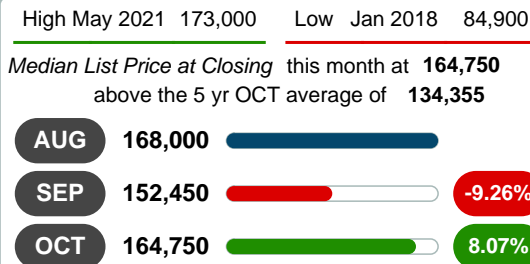 High May 2021 173,000 Low Jan 2018 84,900
Median List Price at Closing this month at 164,750
above the 5 yr OCT average of 134,355
AUG 168,000
SEP 152,450 -9.26%
OCT 164,750 8.07%